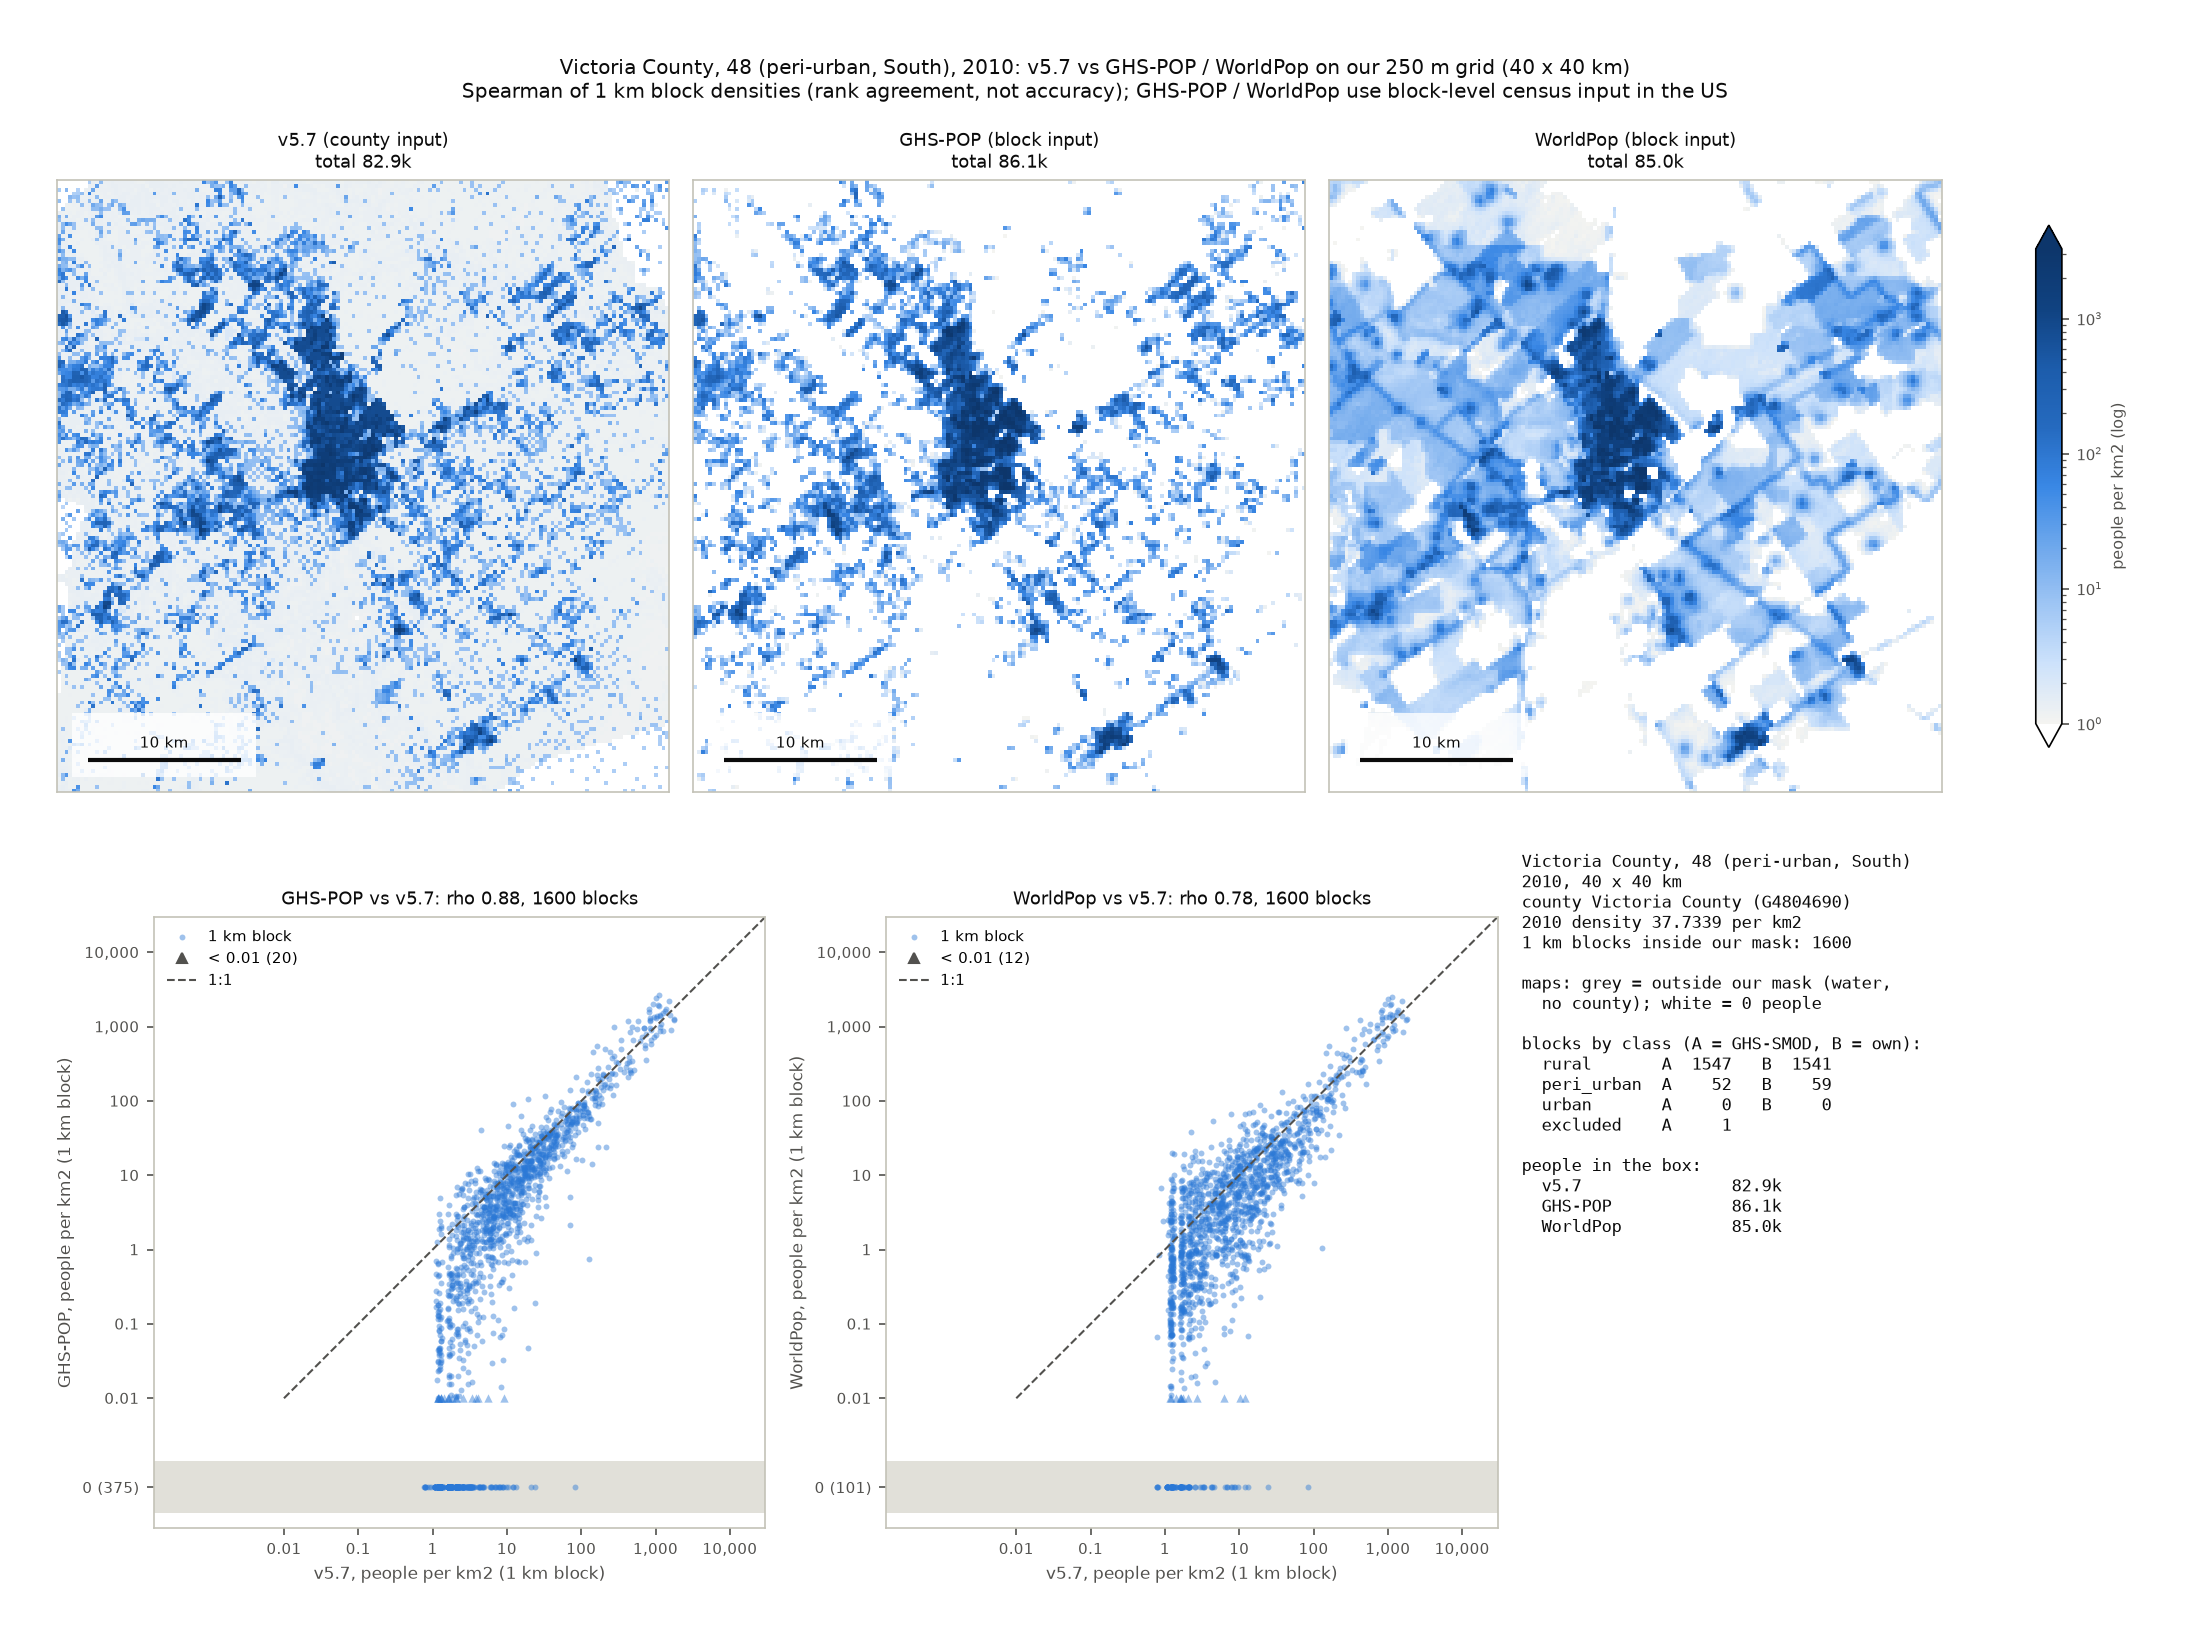 Victoria County, 48 (peri-urban, South), 2010: v5.7 vs GHS-POP / WorldPop on our 250 m grid (40 x 40 km)
Spearman of 1 km block densities (rank agreement, not accuracy); GHS-POP / WorldPop use block-level census input in the US
v5.7 (county input)
total 82.9k
GHS-POP (block input)
total 86.1k
WorldPop (block input)
total 85.0k
10 km
10 km
10 km
10³
10²
10¹
10⁰
people per km2 (log)
GHS-POP vs v5.7: rho 0.88, 1600 blocks
1 km block
< 0.01 (20)
1:1
10,000
1,000
100
10
1
0.1
0.01
0 (375)
GHS-POP, people per km2 (1 km block)
0.01 0.1 1 10 100 1,000 10,000
v5.7, people per km2 (1 km block)
WorldPop vs v5.7: rho 0.78, 1600 blocks
1 km block
< 0.01 (12)
1:1
10,000
1,000
100
10
1
0.1
0.01
0 (101)
WorldPop, people per km2 (1 km block)
0.01 0.1 1 10 100 1,000 10,000
v5.7, people per km2 (1 km block)
Victoria County, 48 (peri-urban, South)
2010, 40 x 40 km
county Victoria County (G4804690)
2010 density 37.7339 per km2
1 km blocks inside our mask: 1600
maps: grey = outside our mask (water,
no county); white = 0 people
blocks by class (A = GHS-SMOD, B = own):
rural A 1547 B 1541
peri_urban A 52 B 59
urban A 0 B 0
excluded A 1
people in the box:
v5.7 82.9k
GHS-POP 86.1k
WorldPop 85.0k